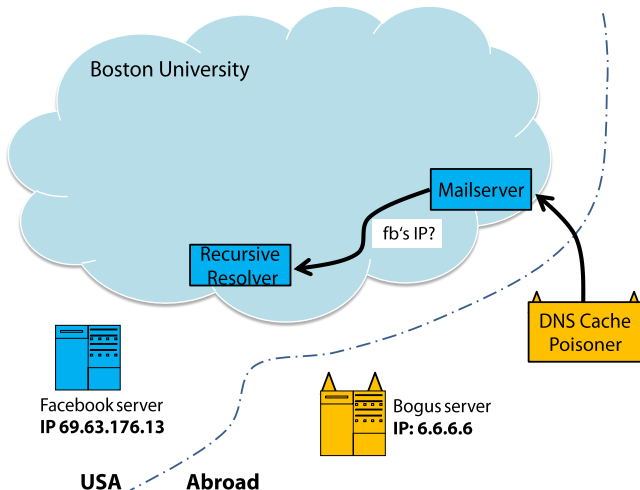 Boston University
Mailserver
fb's IP?
Recursive
Resolver
DNS Cache
Poisoner
Facebook server
IP 69.63.176.13
Bogus server
IP: 6.6.6.6
USA
Abroad